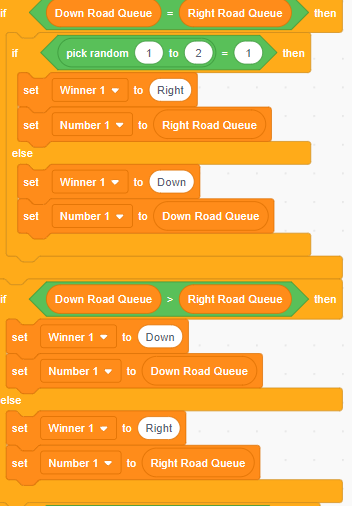 if Down Road Queue = Right Road Queue then
if pick random 1 to 2 = 1 then
set Winner 1 to Right
set Number 1 to Right Road Queue
else
set Winner 1 to Down
set Number 1 to Down Road Queue
if Down Road Queue > Right Road Queue then
set Winner 1 to Down
set Number 1 to Down Road Queue
else
set Winner 1 to Right
set Number 1 to Right Road Queue